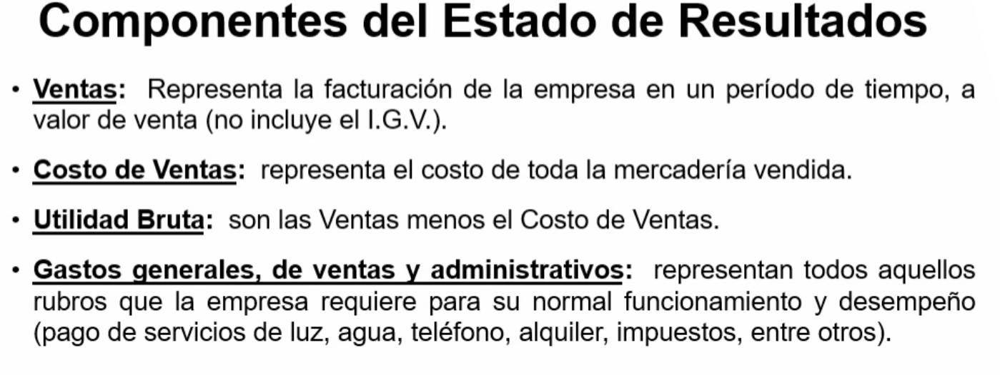 Componentes del Estado de Resultados
• Ventas: Representa la facturación de la empresa en un período de tiempo, a
valor de venta (no incluye el I.G.V.).
• Costo de Ventas: representa el costo de toda la mercadería vendida.
• Utilidad Bruta: son las Ventas menos el Costo de Ventas.
• Gastos generales, de ventas y administrativos: representan todos aquellos
rubros que la empresa requiere para su normal funcionamiento y desempeño
(pago de servicios de luz, agua, teléfono, alquiler, impuestos, entre otros).